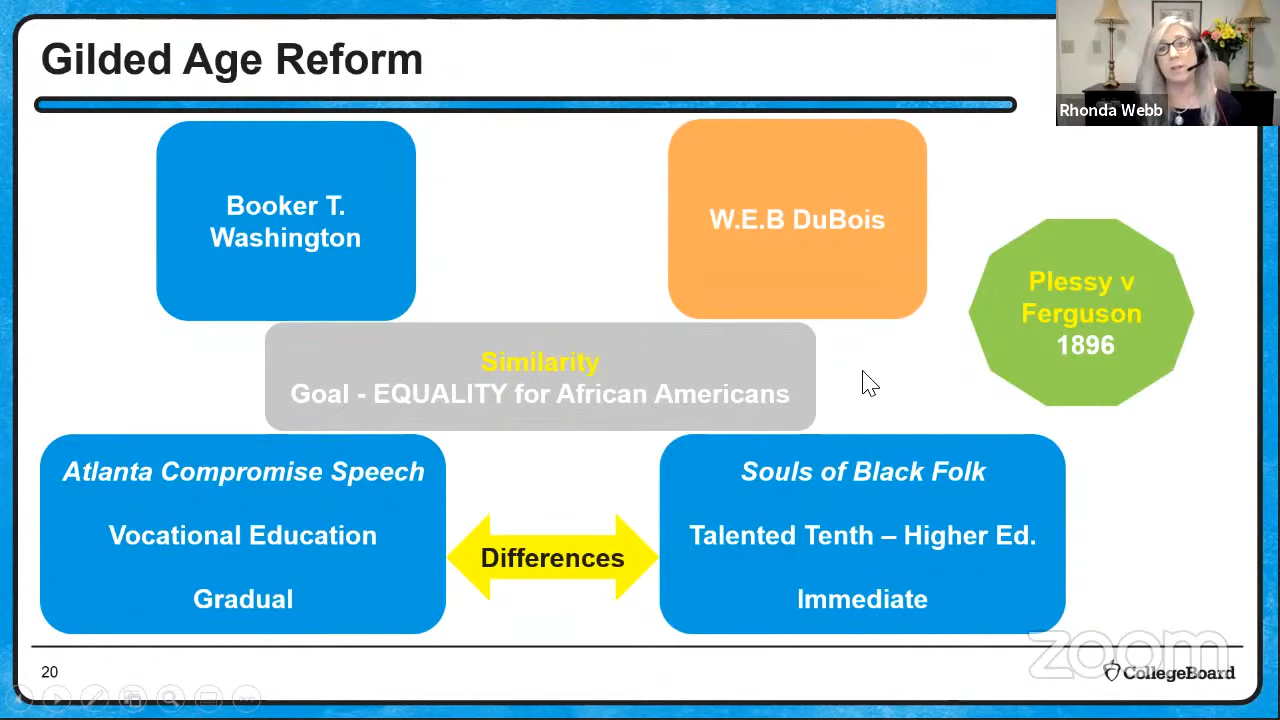 Gilded Age Reform
Rhonda Webb
Booker T.
Washington
W.E.B DuBois
Plessy v
Ferguson
1896
Similarity
Goal - EQUALITY for African Americans
Atlanta Compromise Speech
Vocational Education
Gradual
Differences
Souls of Black Folk
Talented Tenth – Higher Ed.
Immediate
20
zoom
CollegeBoard